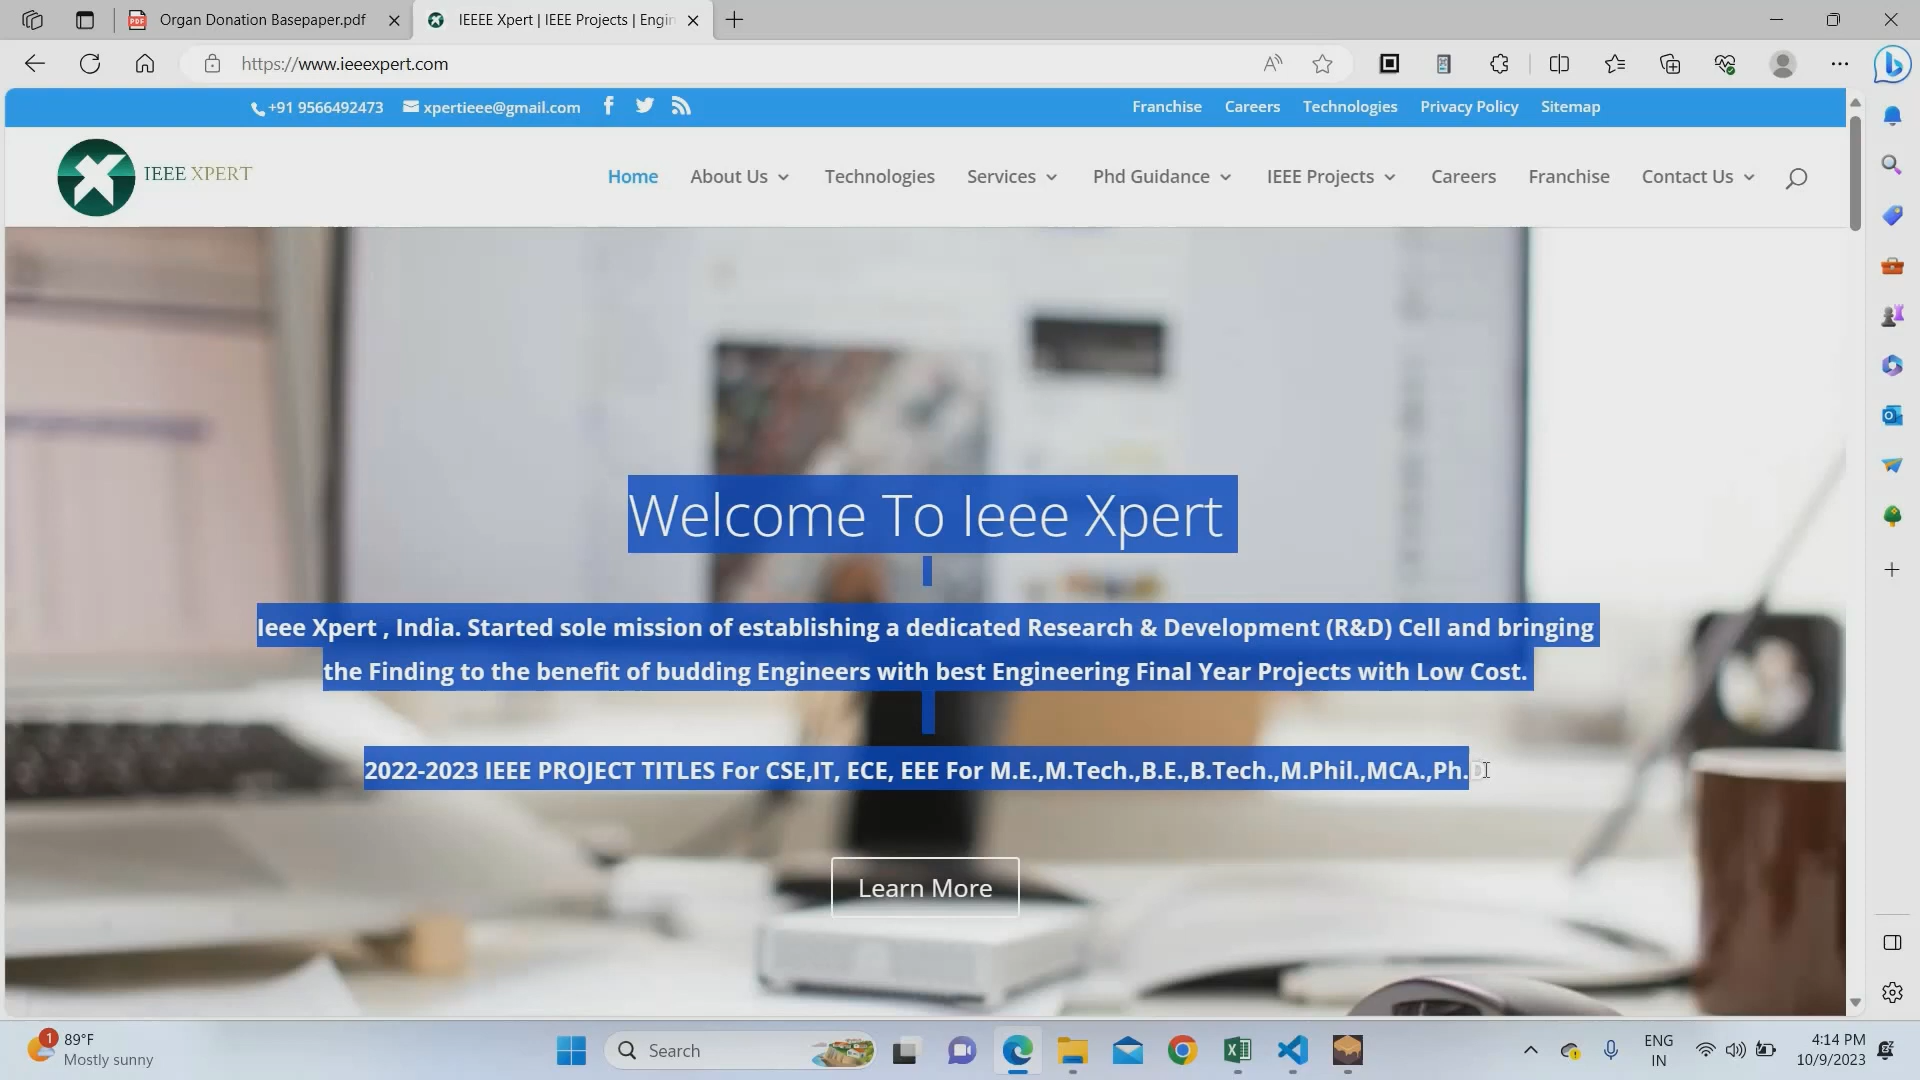 Organ Donation Basepaper.pdf
IEEEE Xpert | IEEE Projects | Engin
https://www.ieeexpert.com
+91 9566492473
xpertieee@gmail.com
Franchise
Careers
Technologies
Privacy Policy
Sitemap
IEEE XPERT
Home
About Us
Technologies
Services
Phd Guidance
IEEE Projects
Careers
Franchise
Contact Us
Welcome To Ieee Xpert
Ieee Xpert , India. Started sole mission of establishing a dedicated Research & Development (R&D) Cell and bringing
the Finding to the benefit of budding Engineers with best Engineering Final Year Projects with Low Cost.
2022-2023 IEEE PROJECT TITLES For CSE,IT, ECE, EEE For M.E.,M.Tech.,B.E.,B.Tech.,M.Phil.,MCA.,Ph.D
Learn More
1
89°F
Mostly sunny
Search
ENG
IN
4:14 PM
10/9/2023